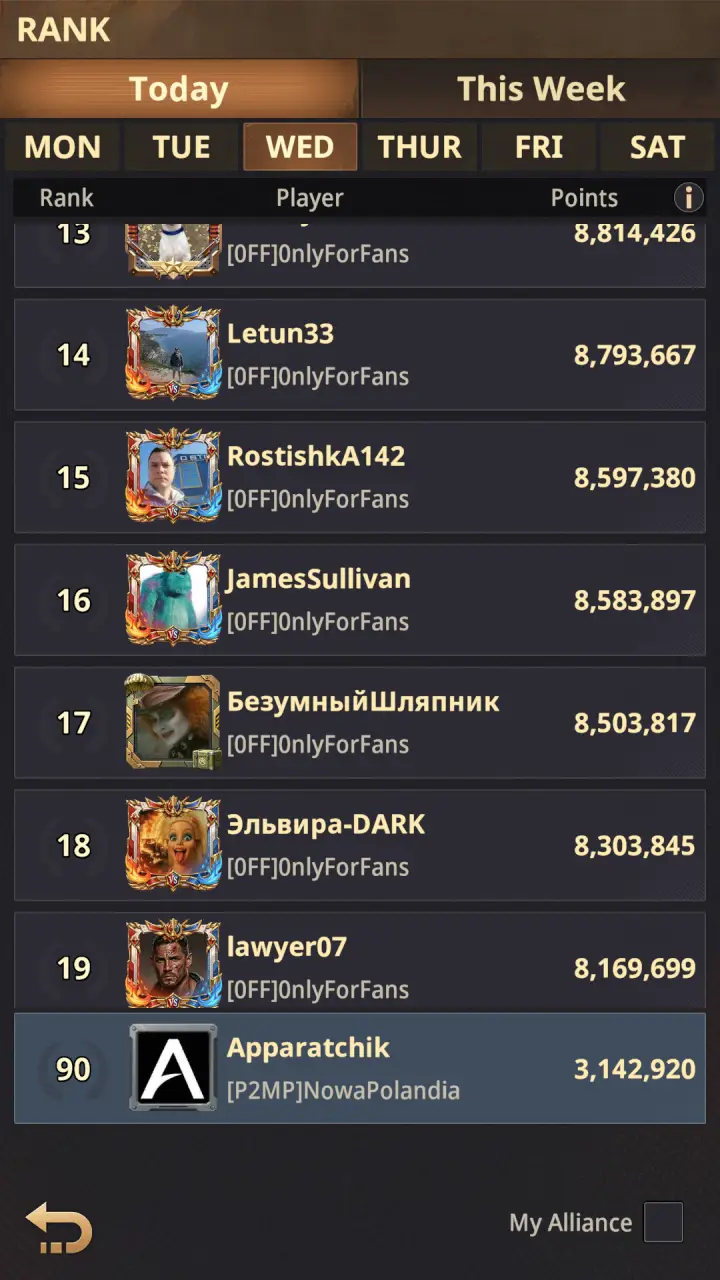 RANK
Today
This Week
MON
TUE
WED
THUR
FRI
SAT
Rank
Player
Points
13
[0FF]0nlyForFans
8,814,426
14
Letun33
[0FF]0nlyForFans
8,793,667
15
RostishkA142
[0FF]0nlyForFans
8,597,380
16
JamesSullivan
[0FF]0nlyForFans
8,583,897
17
БезумныйШляпник
[0FF]0nlyForFans
8,503,817
18
Эльвира-DARK
[0FF]0nlyForFans
8,303,845
19
lawyer07
[0FF]0nlyForFans
8,169,699
90
Apparatchik
[P2MP]NowaPolandia
3,142,920
My Alliance